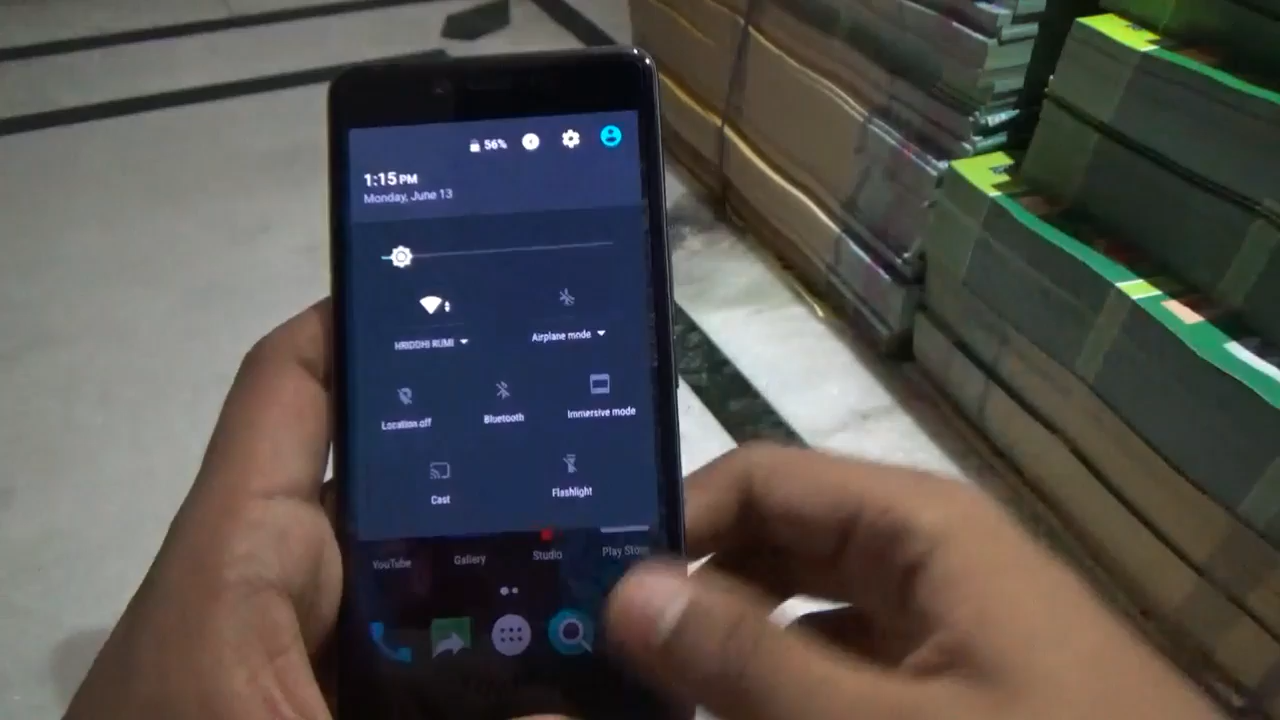 56%
1:15 PM
Monday, June 13
HRIDDHI RUMI
Airplane mode
Location off
Bluetooth
Immersive mode
Cast
Flashlight
YouTube
Gallery
Studio
Play Store